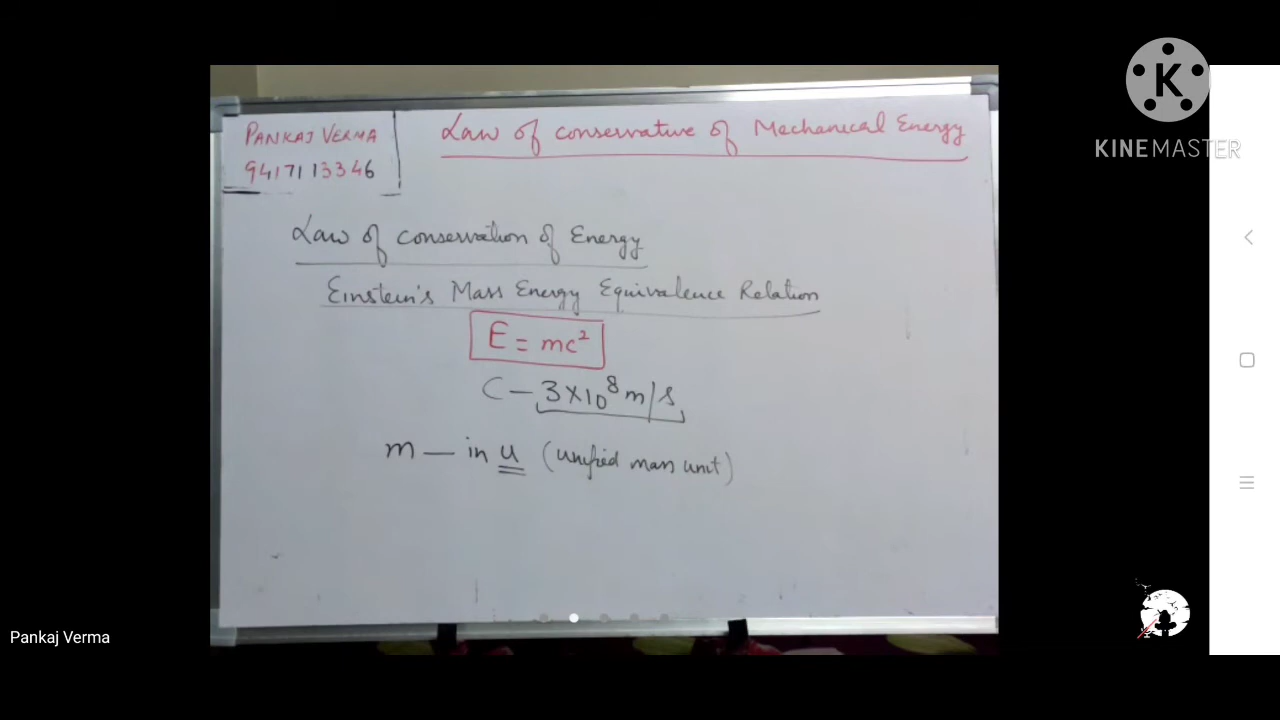 K
KINEMASTER
PANKAJ VERMA
9417113346
Law of conservative of Mechanical Energy
Law of conservation of Energy
Einstein's Mass Energy Equivalence Relation
E = mc²
C — 3×10⁸ m/s
m — in u (unified mass unit)
Pankaj Verma